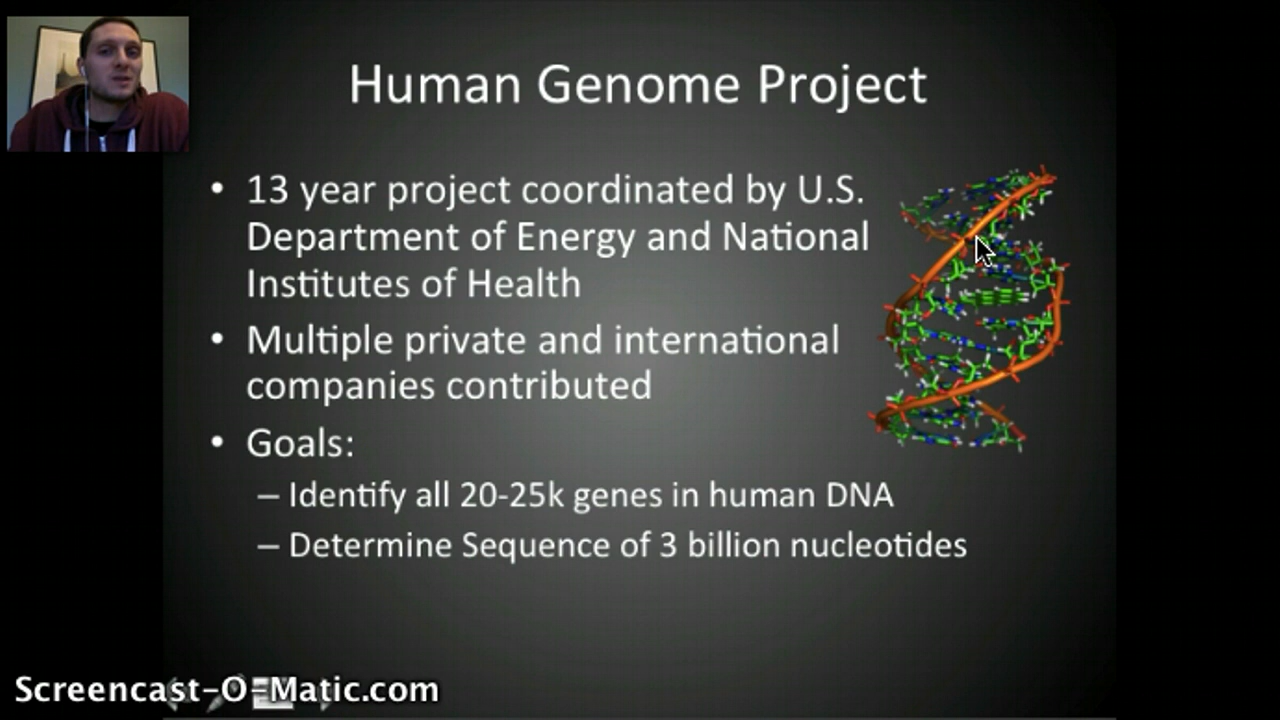 Human Genome Project
• 13 year project coordinated by U.S.
Department of Energy and National
Institutes of Health
• Multiple private and international
companies contributed
• Goals:
– Identify all 20-25k genes in human DNA
– Determine Sequence of 3 billion nucleotides
Screencast-O-Matic.com